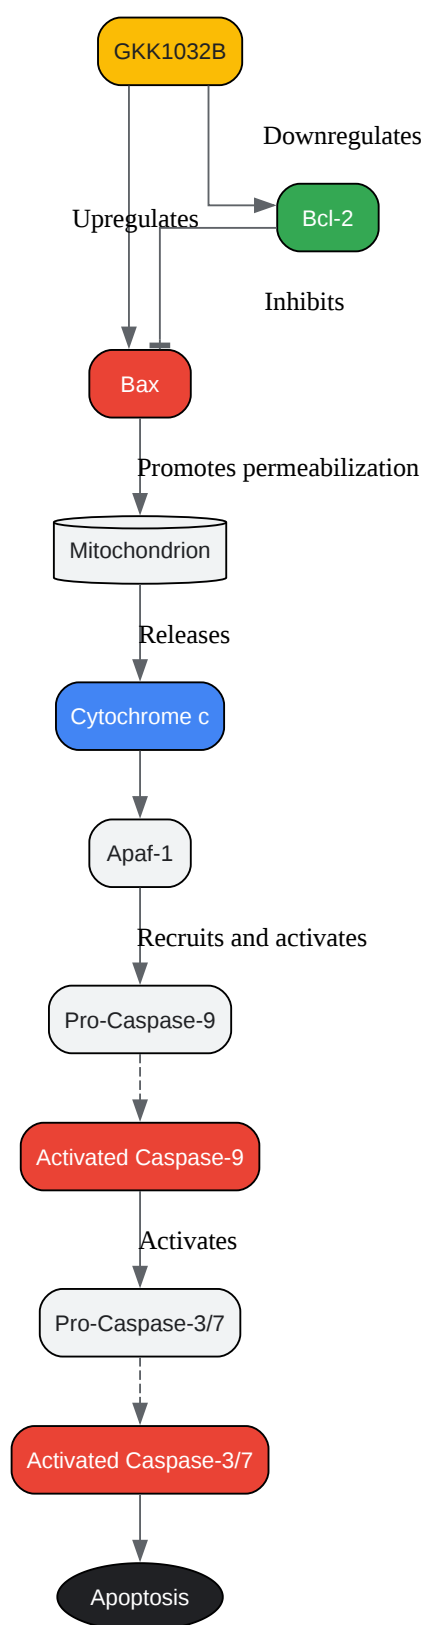 GKK1032B
Downregulates
Upregulates
Bcl-2
Inhibits
Bax
Promotes permeabilization
Mitochondrion
Releases
Cytochrome c
Apaf-1
Recruits and activates
Pro-Caspase-9
Activated Caspase-9
Activates
Pro-Caspase-3/7
Activated Caspase-3/7
Apoptosis